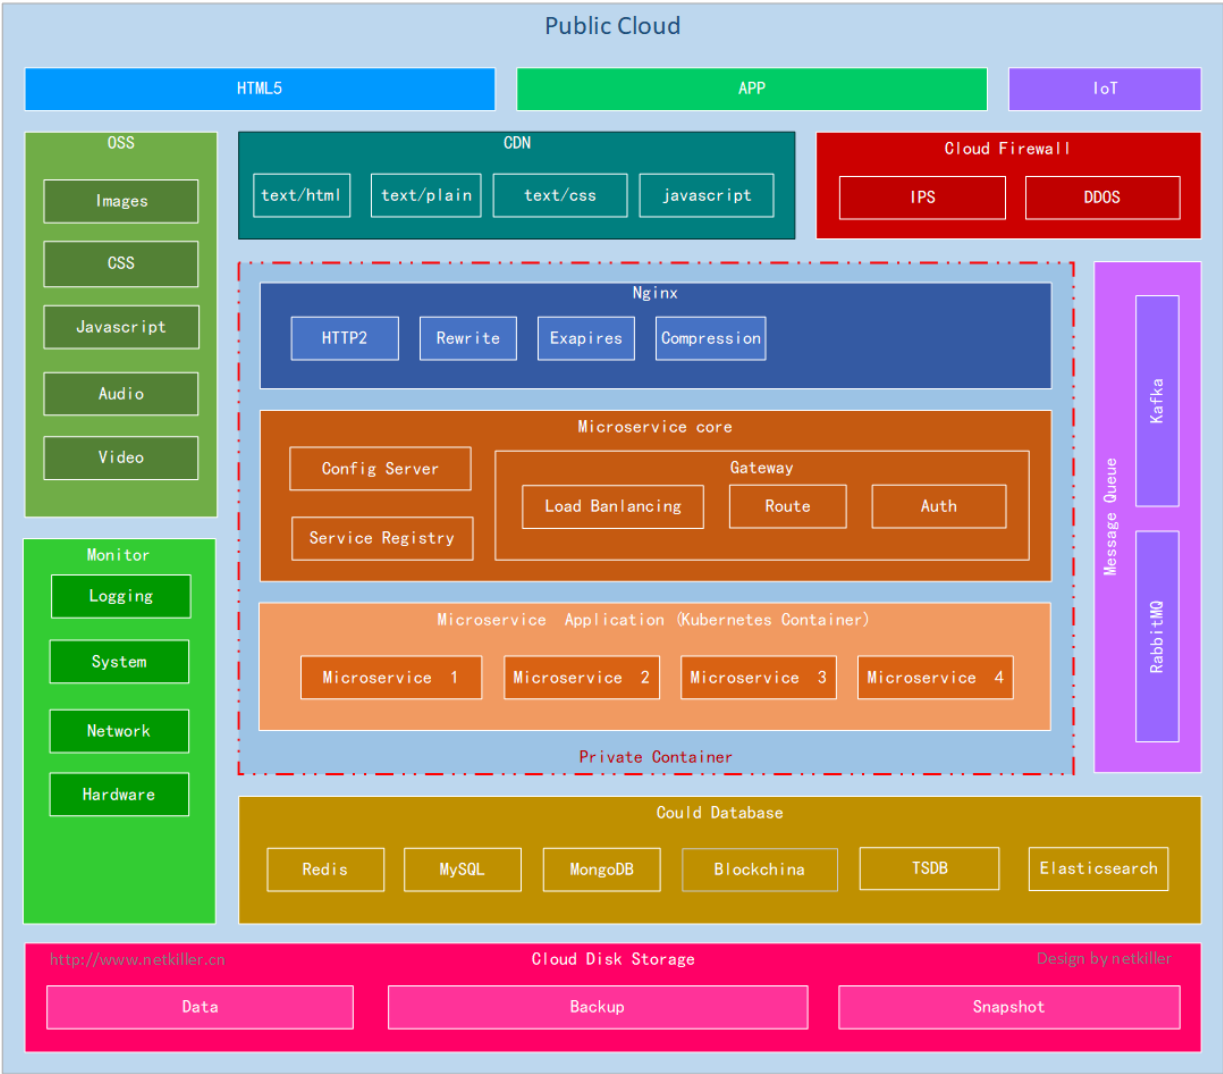 Public Cloud
HTML5
APP
IoT
OSS
Images
CSS
Javascript
Audio
Video
CDN
text/html
text/plain
text/css
javascript
Cloud Firewall
IPS
DDOS
Nginx
HTTP2
Rewrite
Exapires
Compression
Microservice core
Config Server
Service Registry
Gateway
Load Banlancing
Route
Auth
Microservice Application (Kubernetes Container)
Microservice 1
Microservice 2
Microservice 3
Microservice 4
Private Container
Message Queue
Kafka
RabbitMQ
Monitor
Logging
System
Network
Hardware
Could Database
Redis
MySQL
MongoDB
Blockchina
TSDB
Elasticsearch
http://www.netkiller.cn
Cloud Disk Storage
Design by netkiller
Data
Backup
Snapshot